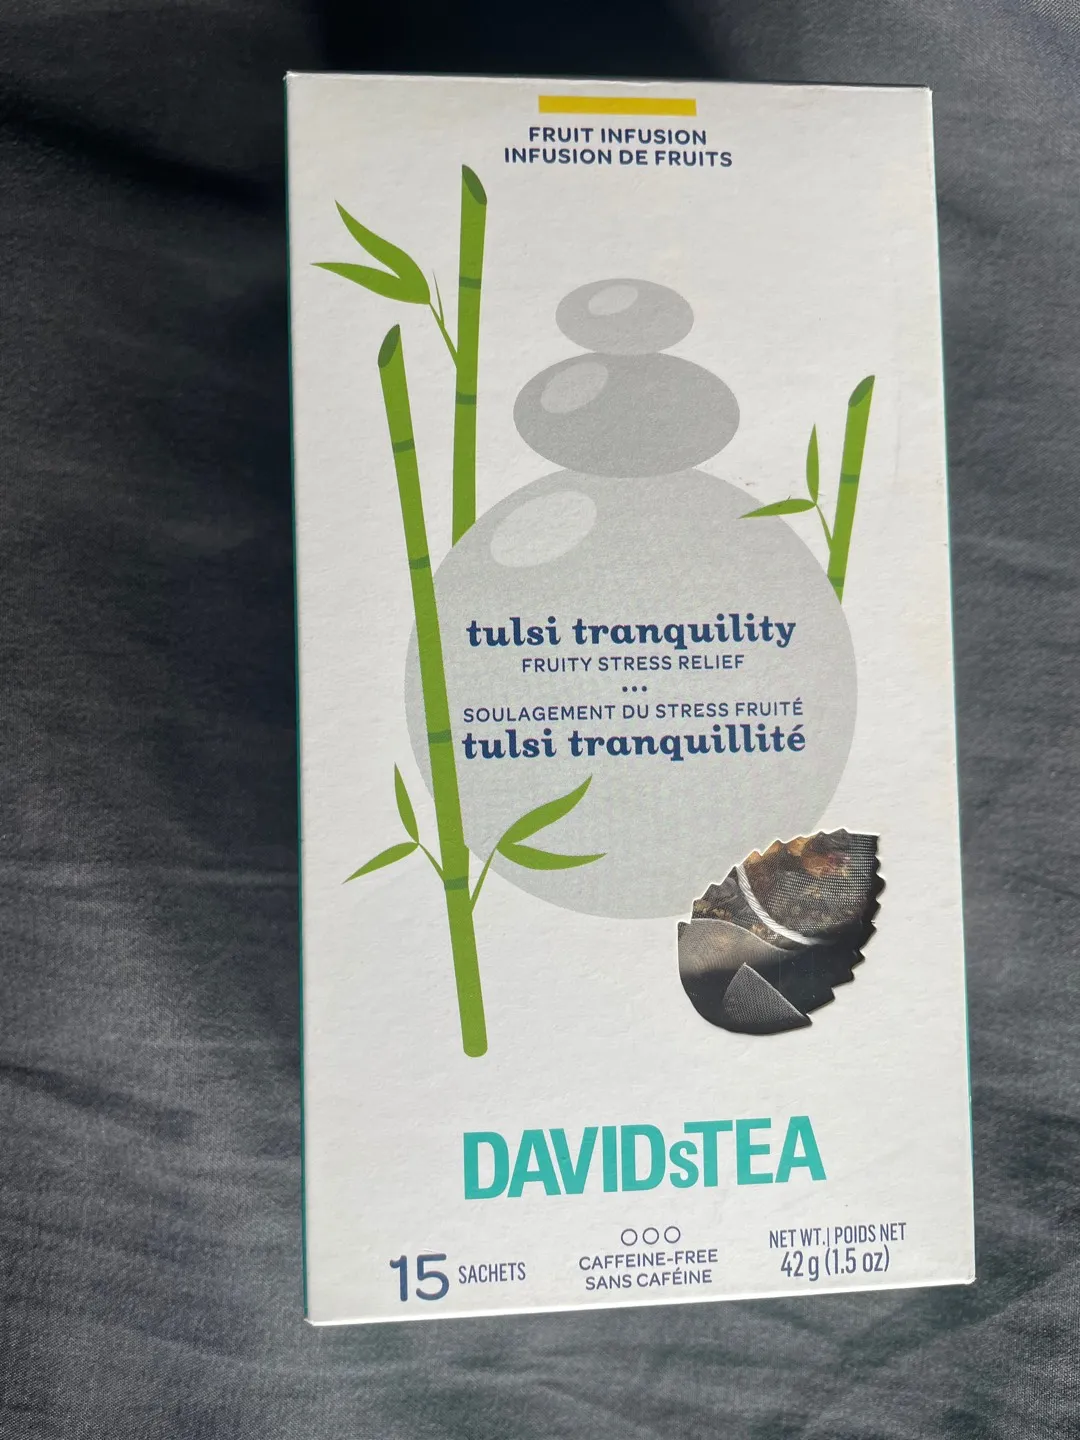 FRUIT INFUSION
INFUSION DE FRUITS
tulsi tranquility
FRUITY STRESS RELIEF
...
SOULAGEMENT DU STRESS FRUITÉ
tulsi tranquillité
DAVIDsTEA
15 SACHETS
CAFFEINE-FREE
SANS CAFÉINE
NET WT. | POIDS NET
42 g (1.5 oz)